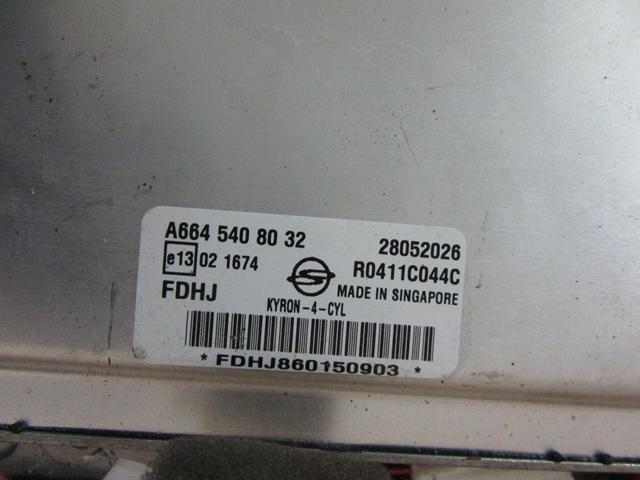 A664 540 80 32 28052026
e13 02 1674 R0411C044C
FDHJ MADE IN SINGAPORE
KYRON-4-CYL
* FDHJ860150903 *